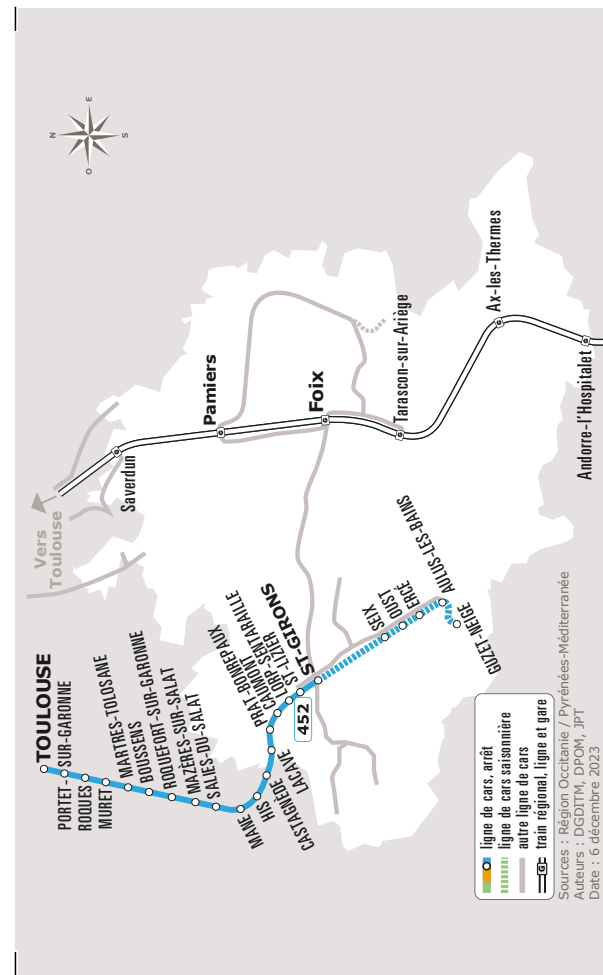 N
E
S
O
Vers
Toulouse
TOULOUSE
PORTET-
SUR-GARONNE
ROQUES
MURET
MARTRES-TOLOSANE
BOUSSENS
ROQUEFORT-SUR-GARONNE
MAZÈRES-SUR-SALAT
SALIES-DU-SALAT
MANE
HIS
CASTAGNÈDE
LACAVE
PRAT-BONREPAUX
CAUMONT
LORP-SENTARAILLE
ST-LIZIER
ST-GIRONS
452
SEIX
OUST
ERCÉ
AULUS-LES-BAINS
GUZET-NEIGE
Saverdun
Pamiers
Foix
Tarascon-sur-Ariège
Ax-les-Thermes
Andorre-l'Hospitalet
ligne de cars, arrêt
ligne de cars saisonnière
autre ligne de cars
G train régional, ligne et gare
Sources : Région Occitanie / Pyrénées-Méditerranée
Auteurs : DGDITM, DPOM, JPT
Date : 6 décembre 2023